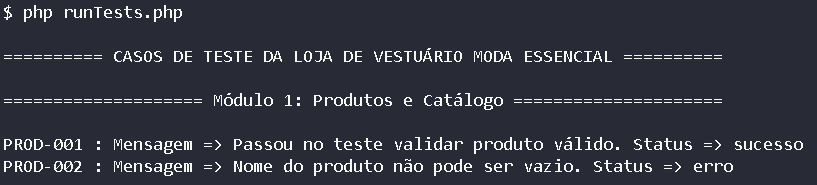 $ php runTests.php
========== CASOS DE TESTE DA LOJA DE VESTUÁRIO MODA ESSENCIAL ==========
==================== Módulo 1: Produtos e Catálogo =====================
PROD-001 : Mensagem => Passou no teste validar produto válido. Status => sucesso
PROD-002 : Mensagem => Nome do produto não pode ser vazio. Status => erro